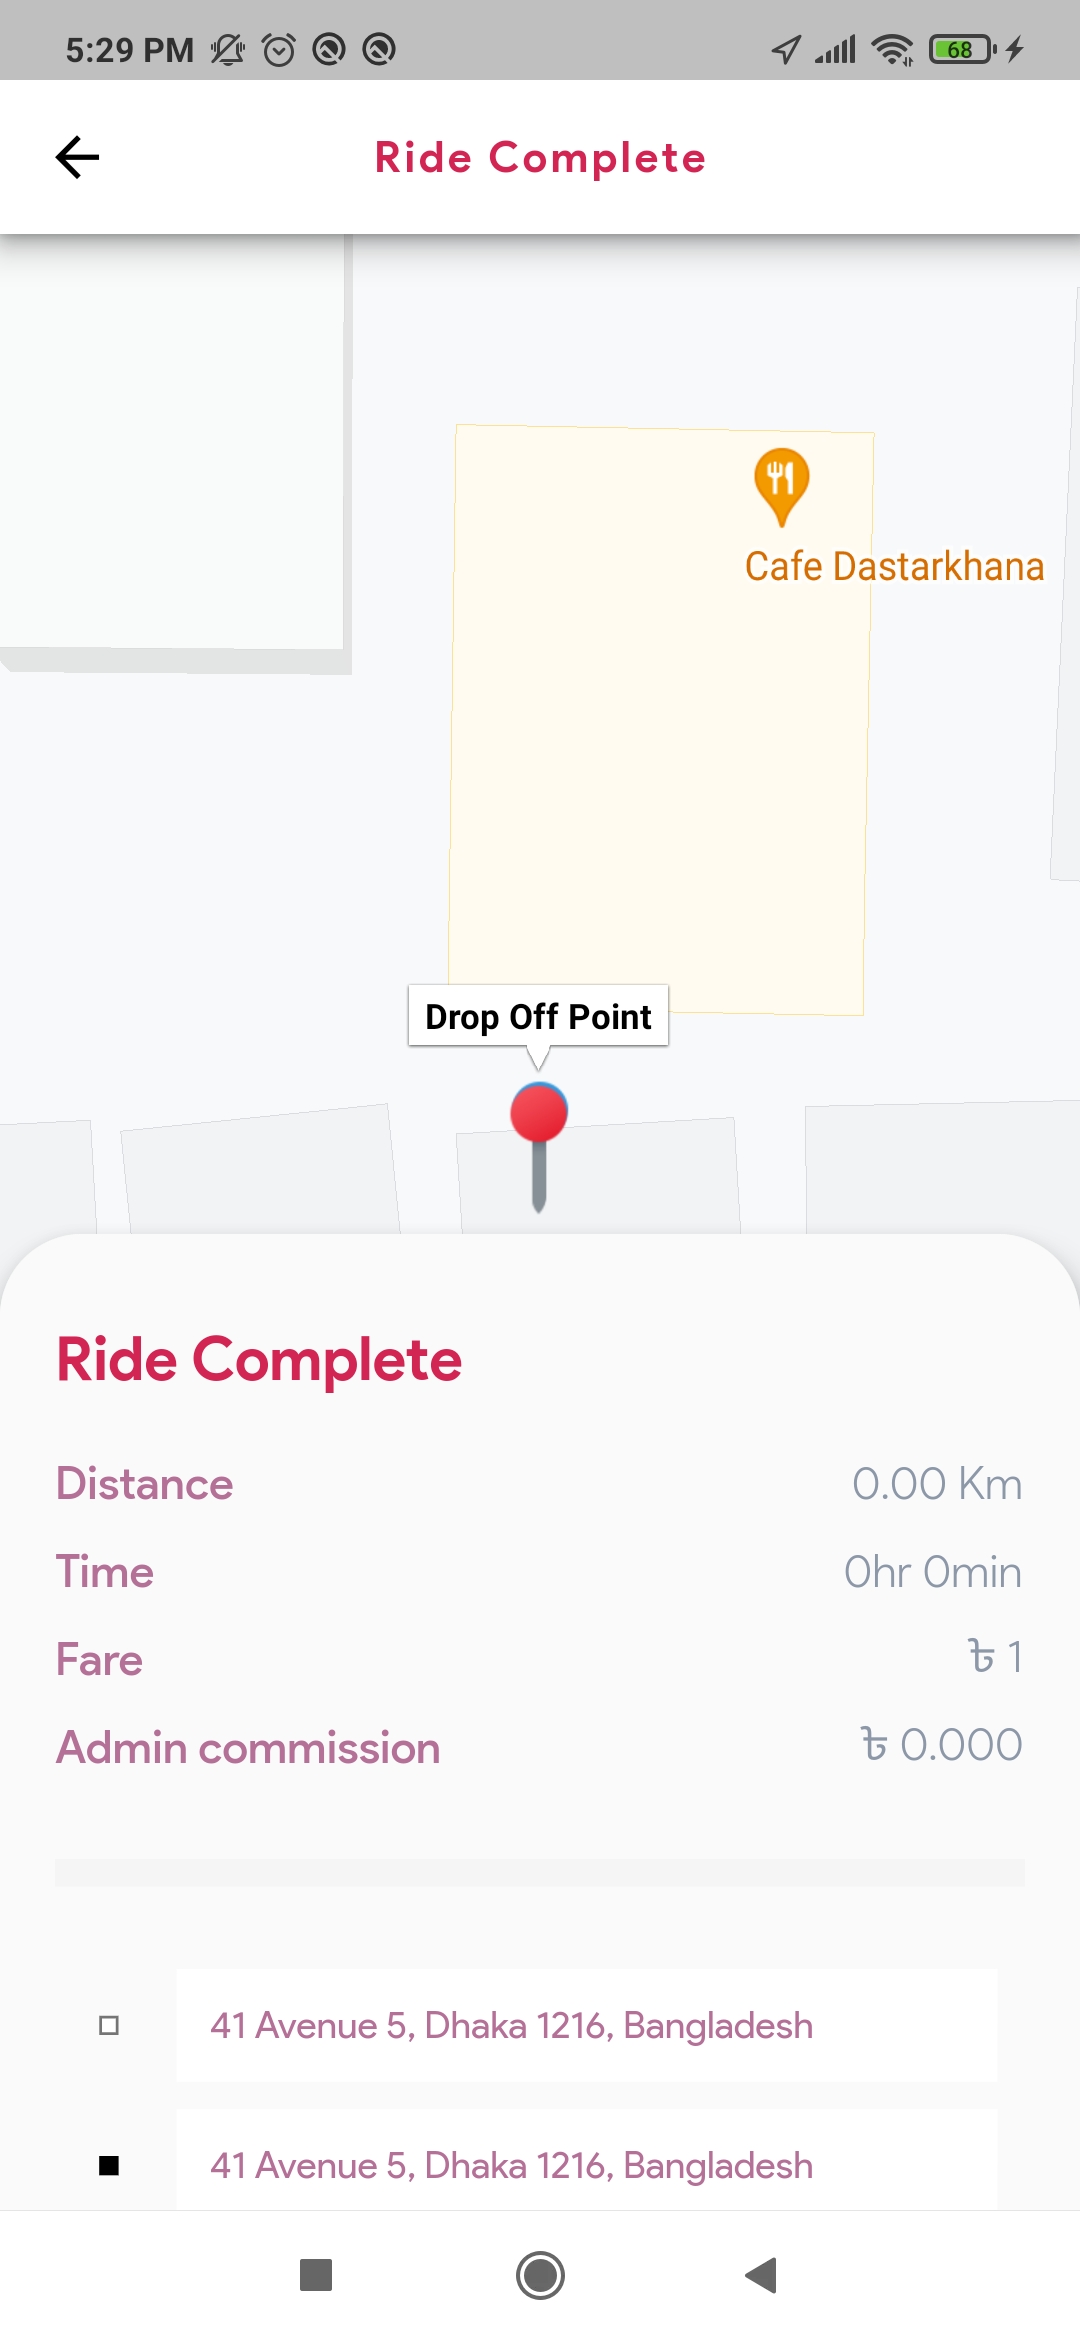 5:29 PM
68
Ride Complete
Cafe Dastarkhana
Drop Off Point
Ride Complete
Distance 0.00 Km
Time 0hr 0min
Fare ৳ 1
Admin commission ৳ 0.000
41 Avenue 5, Dhaka 1216, Bangladesh
41 Avenue 5, Dhaka 1216, Bangladesh